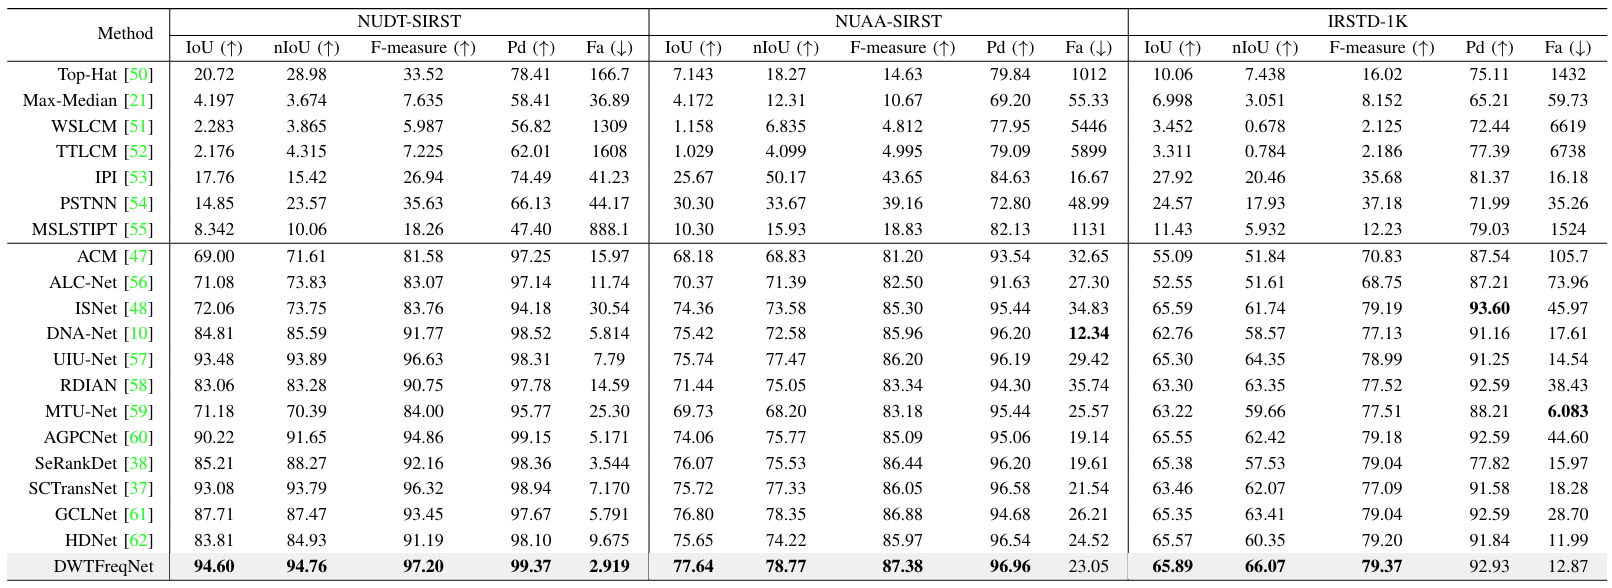 Method NUDT-SIRST NUAA-SIRST IRSTD-1K
IoU (↑) nIoU (↑) F-measure (↑) Pd (↑) Fa (↓) IoU (↑) nIoU (↑) F-measure (↑) Pd (↑) Fa (↓) IoU (↑) nIoU (↑) F-measure (↑) Pd (↑) Fa (↓)
Top-Hat [50] 20.72 28.98 33.52 78.41 166.7 7.143 18.27 14.63 79.84 1012 10.06 7.438 16.02 75.11 1432
Max-Median [21] 4.197 3.674 7.635 58.41 36.89 4.172 12.31 10.67 69.20 55.33 6.998 3.051 8.152 65.21 59.73
WSLCM [51] 2.283 3.865 5.987 56.82 1309 1.158 6.835 4.812 77.95 5446 3.452 0.678 2.125 72.44 6619
TTLCM [52] 2.176 4.315 7.225 62.01 1608 1.029 4.099 4.995 79.09 5899 3.311 0.784 2.186 77.39 6738
IPI [53] 17.76 15.42 26.94 74.49 41.23 25.67 50.17 43.65 84.63 16.67 27.92 20.46 35.68 81.37 16.18
PSTNN [54] 14.85 23.57 35.63 66.13 44.17 30.30 33.67 39.16 72.80 48.99 24.57 17.93 37.18 71.99 35.26
MSLSTIPT [55] 8.342 10.06 18.26 47.40 888.1 10.30 15.93 18.83 82.13 1131 11.43 5.932 12.23 79.03 1524
ACM [47] 69.00 71.61 81.58 97.25 15.97 68.18 68.83 81.20 93.54 32.65 55.09 51.84 70.83 87.54 105.7
ALC-Net [56] 71.08 73.83 83.07 97.14 11.74 70.37 71.39 82.50 91.63 27.30 52.55 51.61 68.75 87.21 73.96
ISNet [48] 72.06 73.75 83.76 94.18 30.54 74.36 73.58 85.30 95.44 34.83 65.59 61.74 79.19 93.60 45.97
DNA-Net [10] 84.81 85.59 91.77 98.52 5.814 75.42 72.58 85.96 96.20 12.34 62.76 58.57 77.13 91.16 17.61
UIU-Net [57] 93.48 93.89 96.63 98.31 7.79 75.74 77.47 86.20 96.19 29.42 65.30 64.35 78.99 91.25 14.54
RDIAN [58] 83.06 83.28 90.75 97.78 14.59 71.44 75.05 83.34 94.30 35.74 63.30 63.35 77.52 92.59 38.43
MTU-Net [59] 71.18 70.39 84.00 95.77 25.30 69.73 68.20 83.18 95.44 25.57 63.22 59.66 77.51 88.21 6.083
AGPCNet [60] 90.22 91.65 94.86 99.15 5.171 74.06 75.77 85.09 95.06 19.14 65.55 62.42 79.18 92.59 44.60
SeRankDet [38] 85.21 88.27 92.16 98.36 3.544 76.07 75.53 86.44 96.20 19.61 65.38 57.53 79.04 77.82 15.97
SCTransNet [37] 93.08 93.79 96.32 98.94 7.170 75.72 77.33 86.05 96.58 21.54 63.46 62.07 77.09 91.58 18.28
GCLNet [61] 87.71 87.47 93.45 97.67 5.791 76.80 78.35 86.88 94.68 26.21 65.35 63.41 79.04 92.59 28.70
HDNet [62] 83.81 84.93 91.19 98.10 9.675 75.65 74.22 85.97 96.54 24.52 65.57 60.35 79.20 91.84 11.99
DWTFreqNet 94.60 94.76 97.20 99.37 2.919 77.64 78.77 87.38 96.96 23.05 65.89 66.07 79.37 92.93 12.87